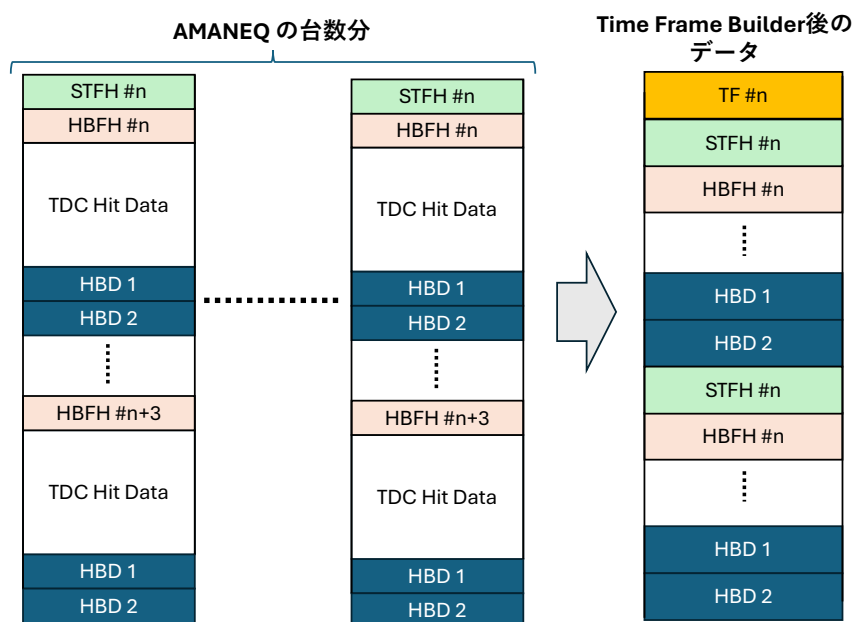 AMANEQ の台数分
STFH #n
HBFH #n
TDC Hit Data
HBD 1
HBD 2
HBFH #n+3
TDC Hit Data
HBD 1
HBD 2
STFH #n
HBFH #n
TDC Hit Data
HBD 1
HBD 2
HBFH #n+3
TDC Hit Data
HBD 1
HBD 2
Time Frame Builder後の
データ
TF #n
STFH #n
HBFH #n
HBD 1
HBD 2
STFH #n
HBFH #n
HBD 1
HBD 2